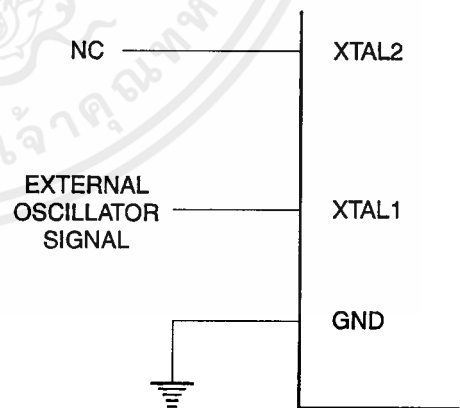 NC
XTAL2
EXTERNAL
OSCILLATOR
SIGNAL
XTAL1
GND